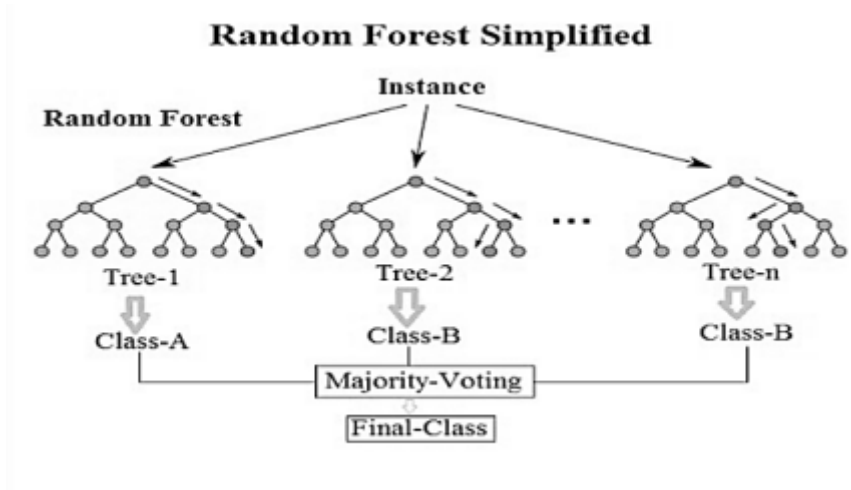 Random Forest Simplified
Instance
Random Forest
...
Tree-1 Tree-2 Tree-n
Class-A Class-B Class-B
Majority-Voting
Final-Class